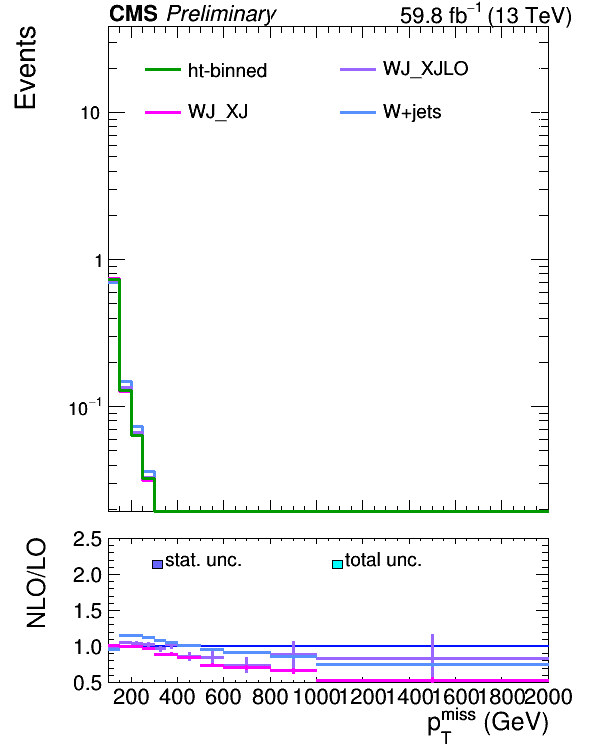 CMS Preliminary 59.8 fb⁻¹ (13 TeV)
Events
ht-binned WJ_XJLO
WJ_XJ W+jets
10
1
10⁻¹
NLO/LO
stat. unc. total unc.
2.5
2.0
1.5
1.0
0.5
200 400 600 800 1000 1200 1400 1600 1800 2000
p_T^miss (GeV)